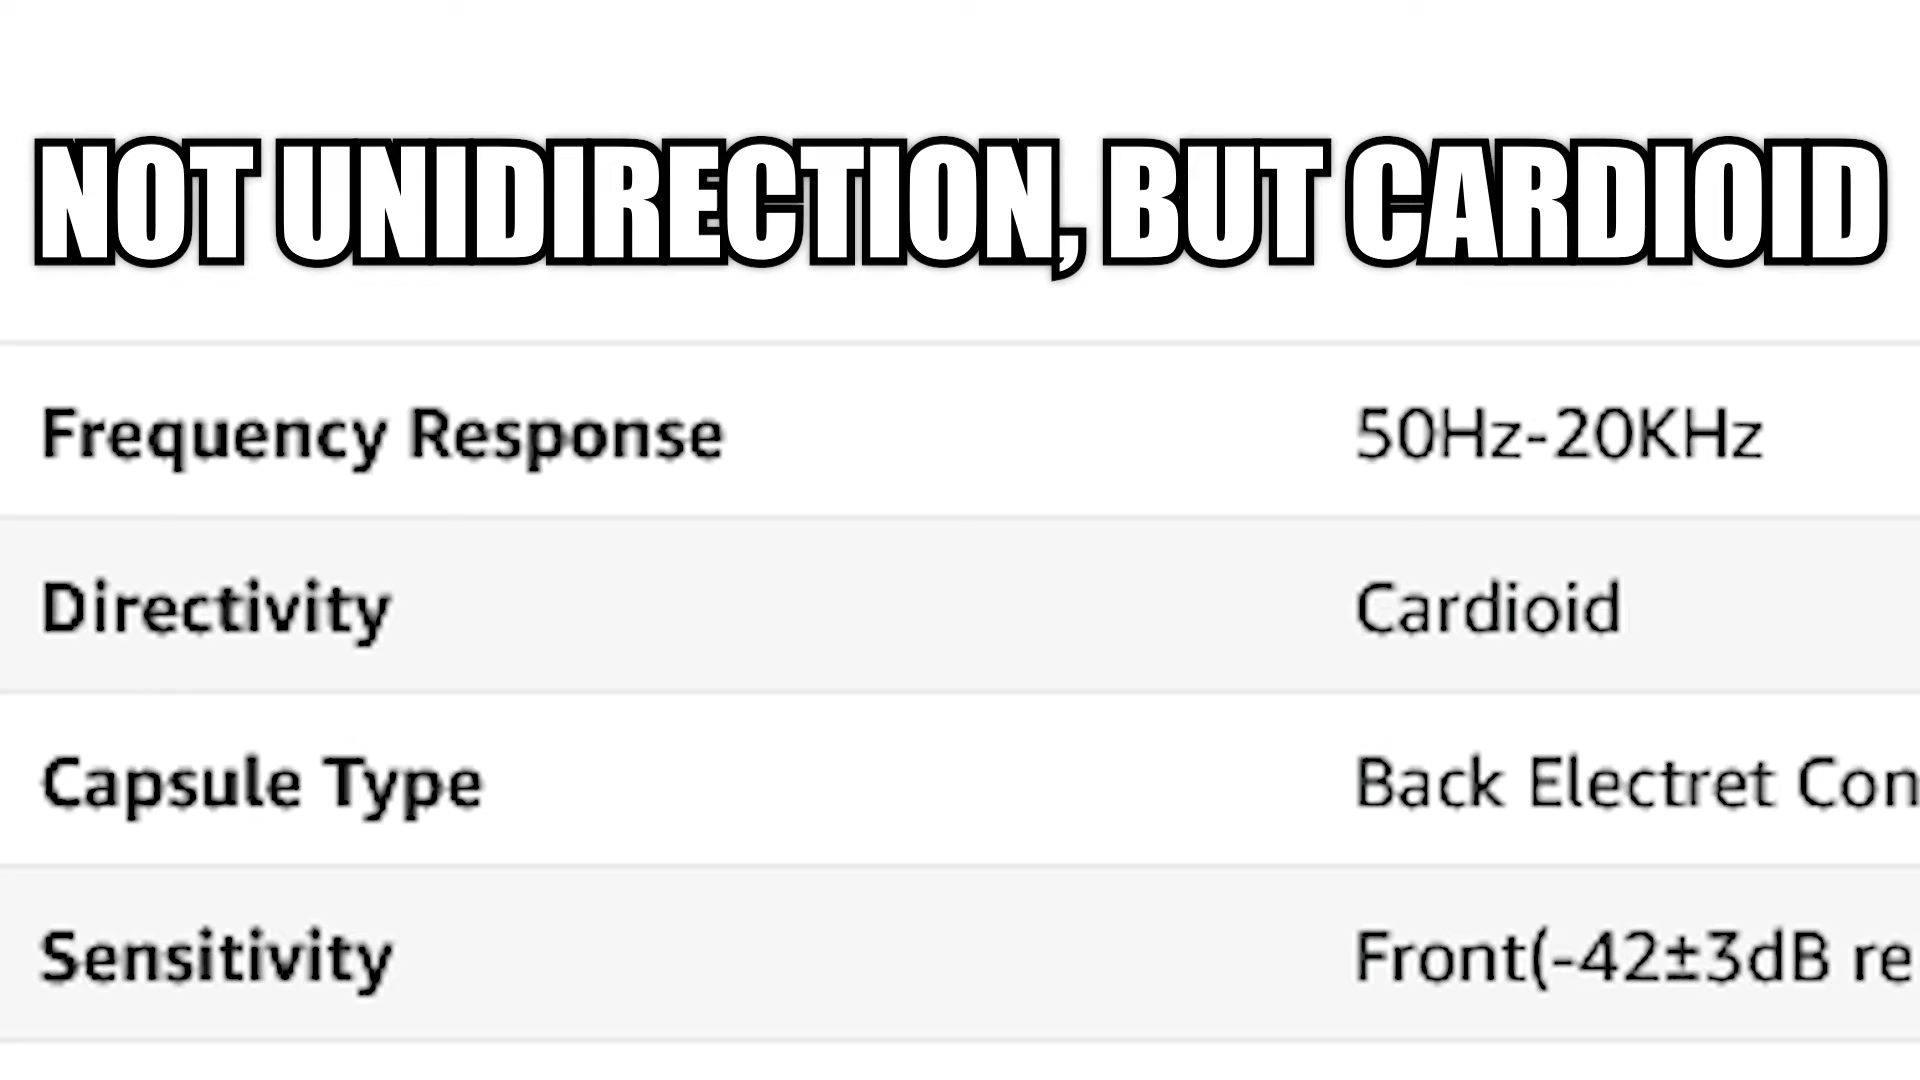 NOT UNIDIRECTION, BUT CARDIOID
Frequency Response 50Hz-20KHz
Directivity Cardioid
Capsule Type Back Electret Con
Sensitivity Front(-42±3dB re